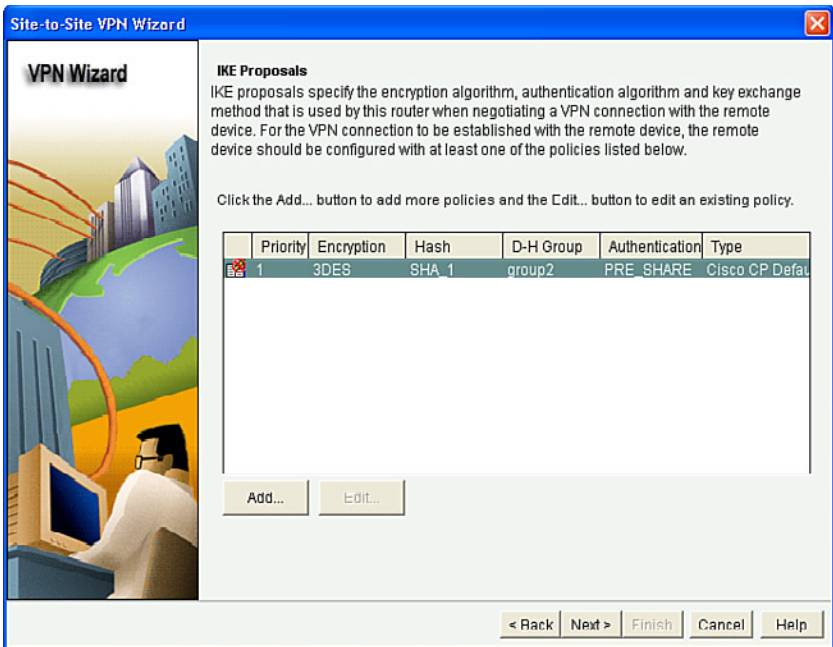 Site-to-Site VPN Wizard
VPN Wizard
IKE Proposals
IKE proposals specify the encryption algorithm, authentication algorithm and key exchange
method that is used by this router when negotiating a VPN connection with the remote
device. For the VPN connection to be established with the remote device, the remote
device should be configured with at least one of the policies listed below.
Click the Add... button to add more policies and the Edit... button to edit an existing policy.
Priority Encryption Hash D-H Group Authentication Type
1 3DES SHA_1 group2 PRE_SHARE Cisco CP Defau
Add... Edit...
< Back Next > Finish Cancel Help